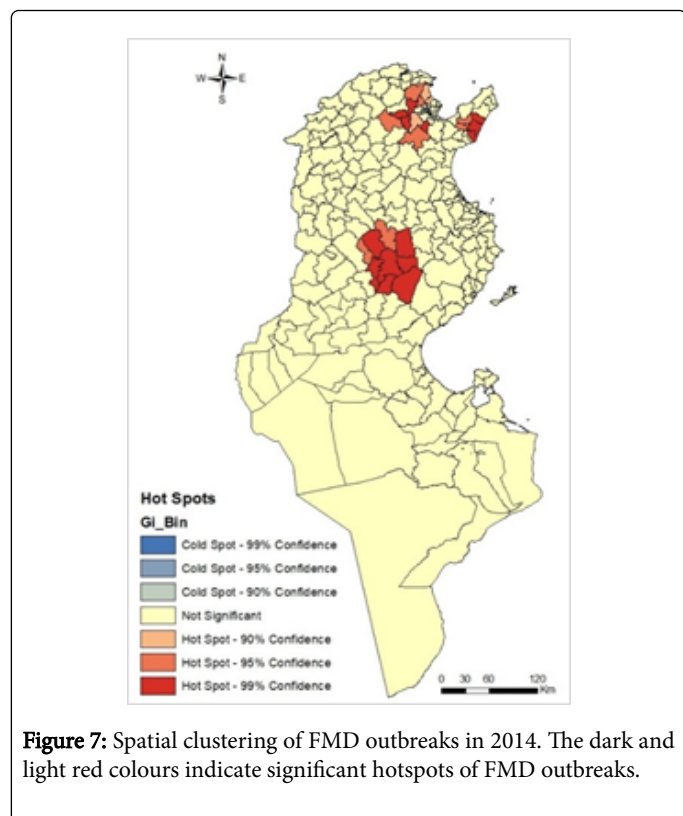 N
W E
S
Hot Spots
Gi_Bin
Cold Spot - 99% Confidence
Cold Spot - 95% Confidence
Cold Spot - 90% Confidence
Not Significant
Hot Spot - 90% Confidence
Hot Spot - 95% Confidence
Hot Spot - 99% Confidence
0 30 60 120
Km
Figure 7: Spatial clustering of FMD outbreaks in 2014. The dark and
light red colours indicate significant hotspots of FMD outbreaks.